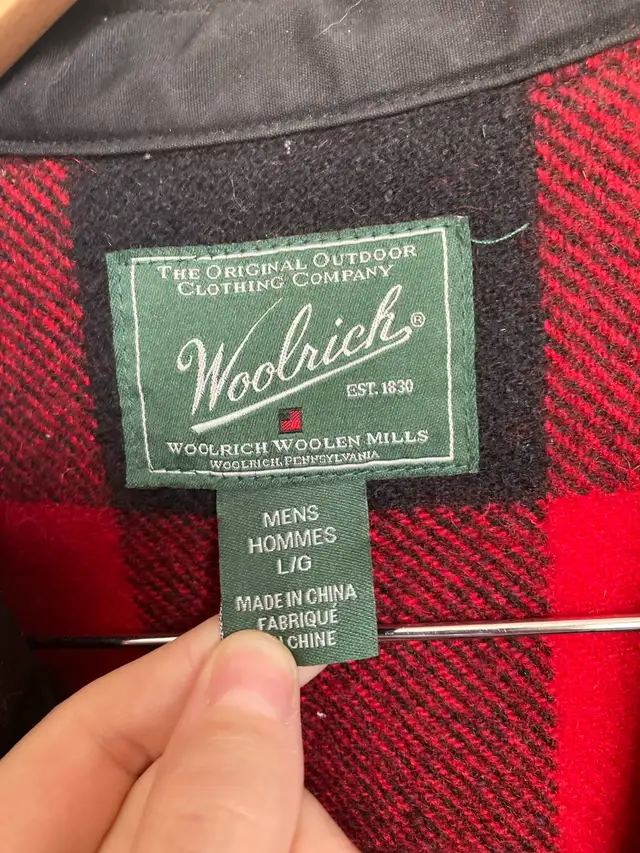 THE ORIGINAL OUTDOOR
CLOTHING COMPANY
Woolrich®
EST. 1830
WOOLRICH WOOLEN MILLS
WOOLRICH, PENNSYLVANIA
MENS
HOMMES
L/G
MADE IN CHINA
FABRIQUÉ
CHINE